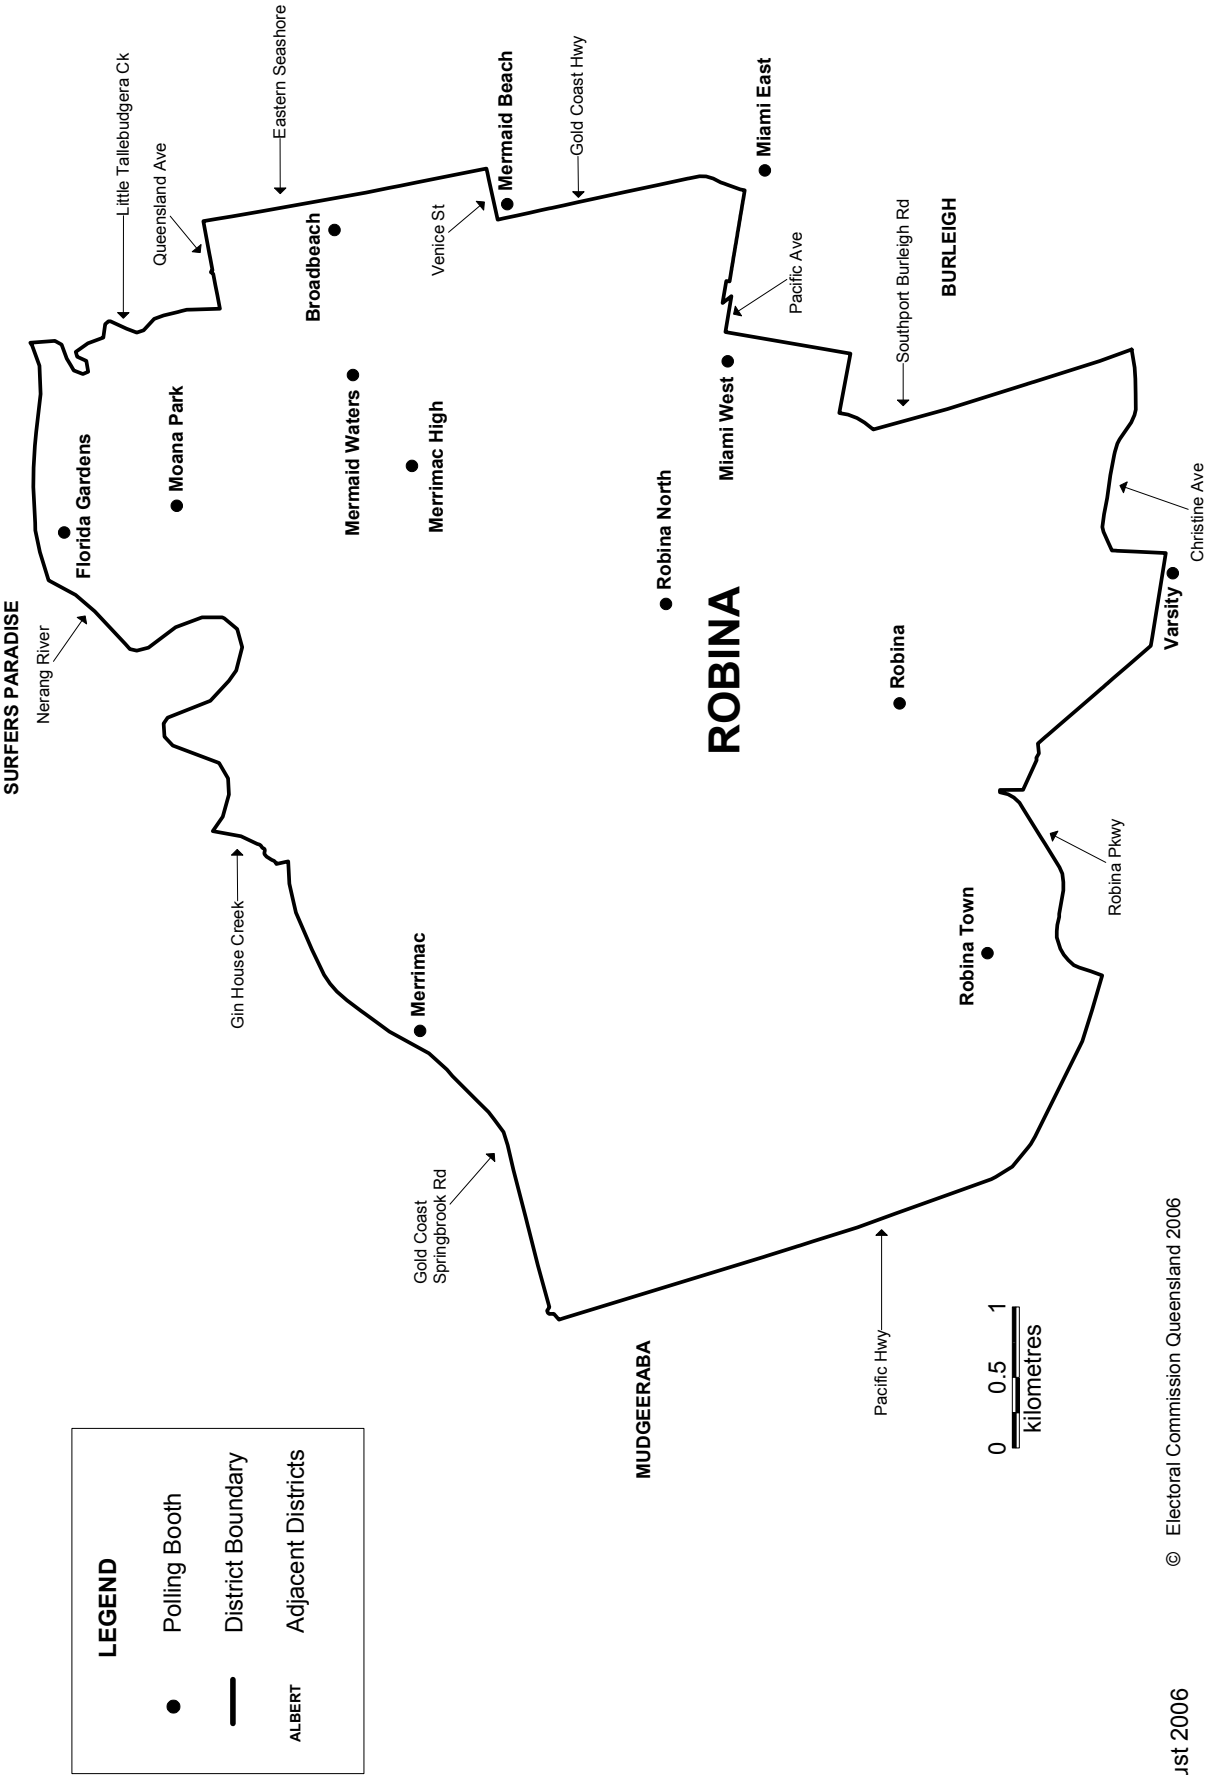 SURFERS PARADISE
Nerang River
Florida Gardens
Moana Park
Little Tallebudgera Ck
Queensland Ave
Eastern Seashore
Broadbeach
Mermaid Waters
Merrimac High
Venice St
Mermaid Beach
Gold Coast Hwy
Gin House Creek
Merrimac
Gold Coast
Springbrook Rd
Robina North
ROBINA
Miami West
Miami East
Pacific Ave
Southport Burleigh Rd
BURLEIGH
Robina
Robina Town
Robina Pkwy
Varsity
Christine Ave
MUDGEERABA
Pacific Hwy
0 0.5 1
kilometres
LEGEND
Polling Booth
District Boundary
ALBERT Adjacent Districts
2006
© Electoral Commission Queensland 2006